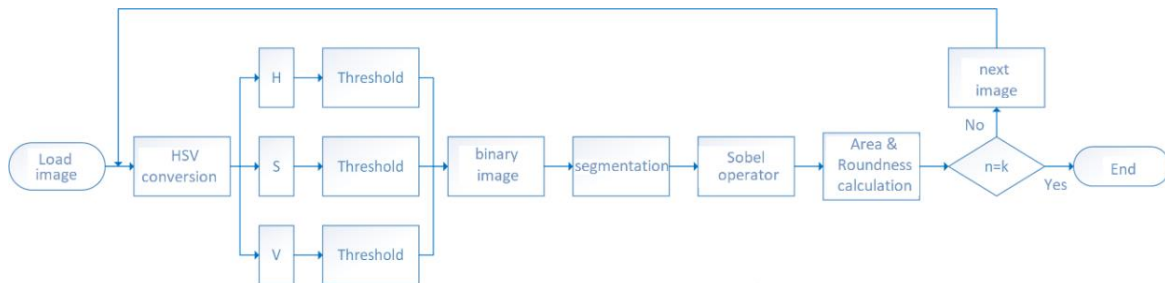 Load
image
HSV
conversion
H
Threshold
S
Threshold
V
Threshold
binary
image
segmentation
Sobel
operator
Area &
Roundness
calculation
n=k
No
next
image
Yes
End